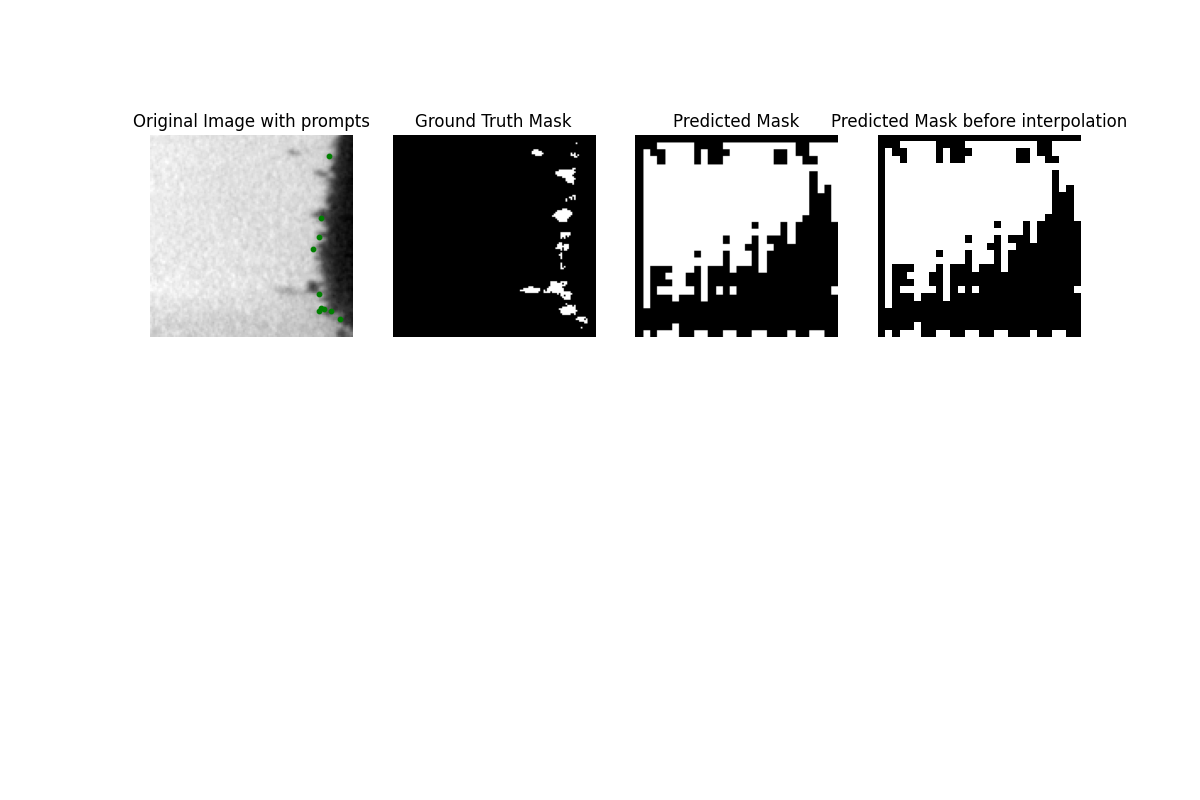 Original Image with prompts
Ground Truth Mask
Predicted Mask
Predicted Mask before interpolation